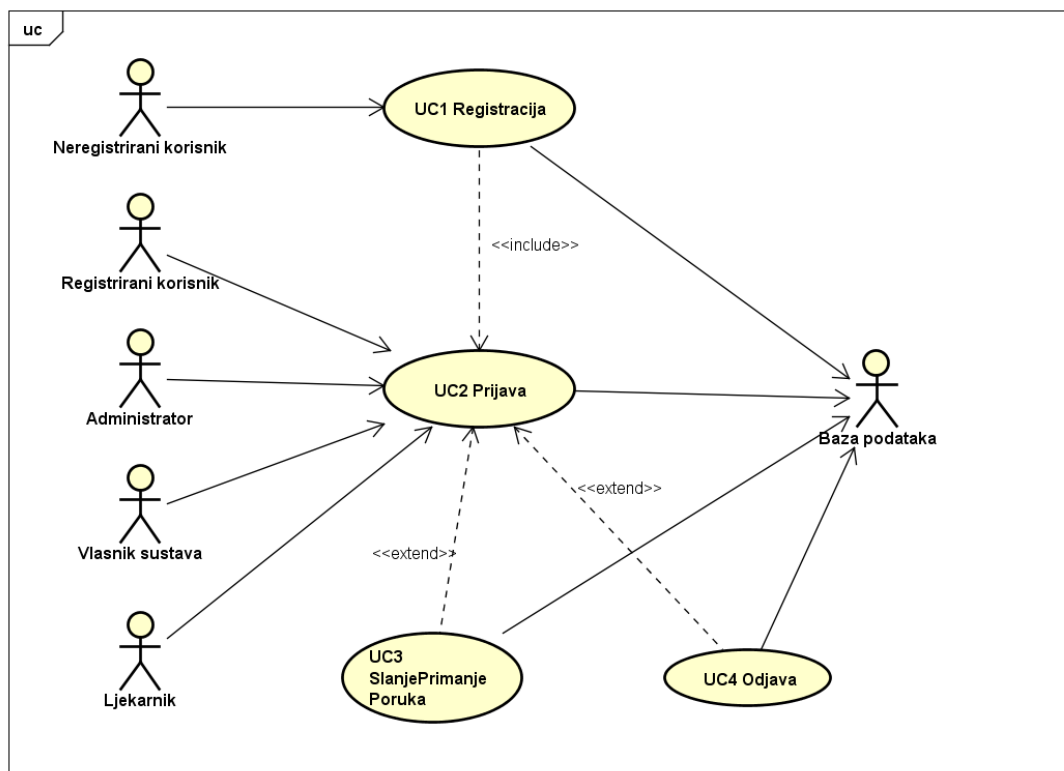 uc
Neregistrirani korisnik
UC1 Registracija
<<include>>
Registrirani korisnik
Administrator
UC2 Prijava
Baza podataka
Vlasnik sustava
<<extend>>
<<extend>>
Ljekarnik
UC3
SlanjePrimanje
Poruka
UC4 Odjava